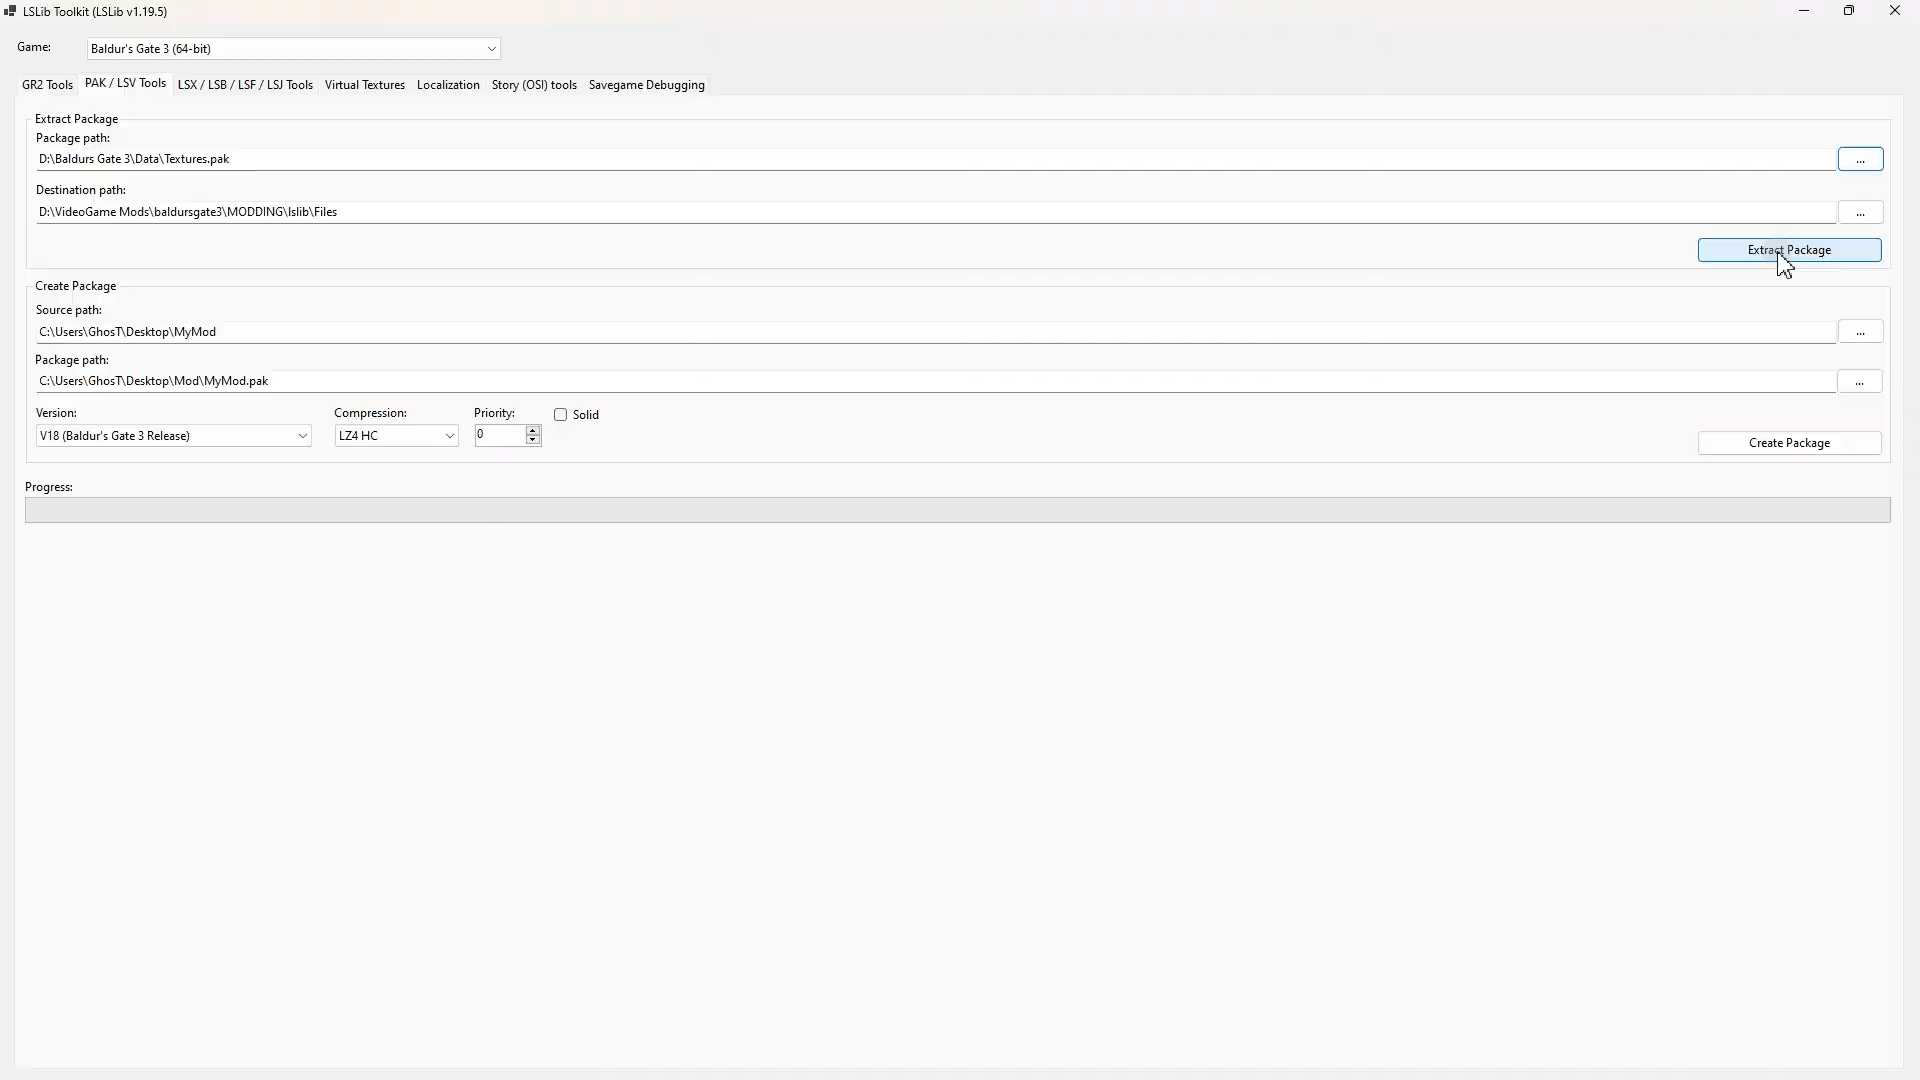 LSLib Toolkit (LSLib v1.19.5)
Game:
Baldur's Gate 3 (64-bit)
GR2 Tools
PAK / LSV Tools
LSX / LSB / LSF / LSJ Tools
Virtual Textures
Localization
Story (OSI) tools
Savegame Debugging
Extract Package
Package path:
D:\Baldurs Gate 3\Data\Textures.pak
...
Destination path:
D:\VideoGame Mods\baldursgate3\MODDING\lslib\Files
...
Extract Package
Create Package
Source path:
C:\Users\GhosT\Desktop\MyMod
...
Package path:
C:\Users\GhosT\Desktop\Mod\MyMod.pak
...
Version:
Compression:
Priority:
Solid
V18 (Baldur's Gate 3 Release)
LZ4 HC
0
Create Package
Progress: